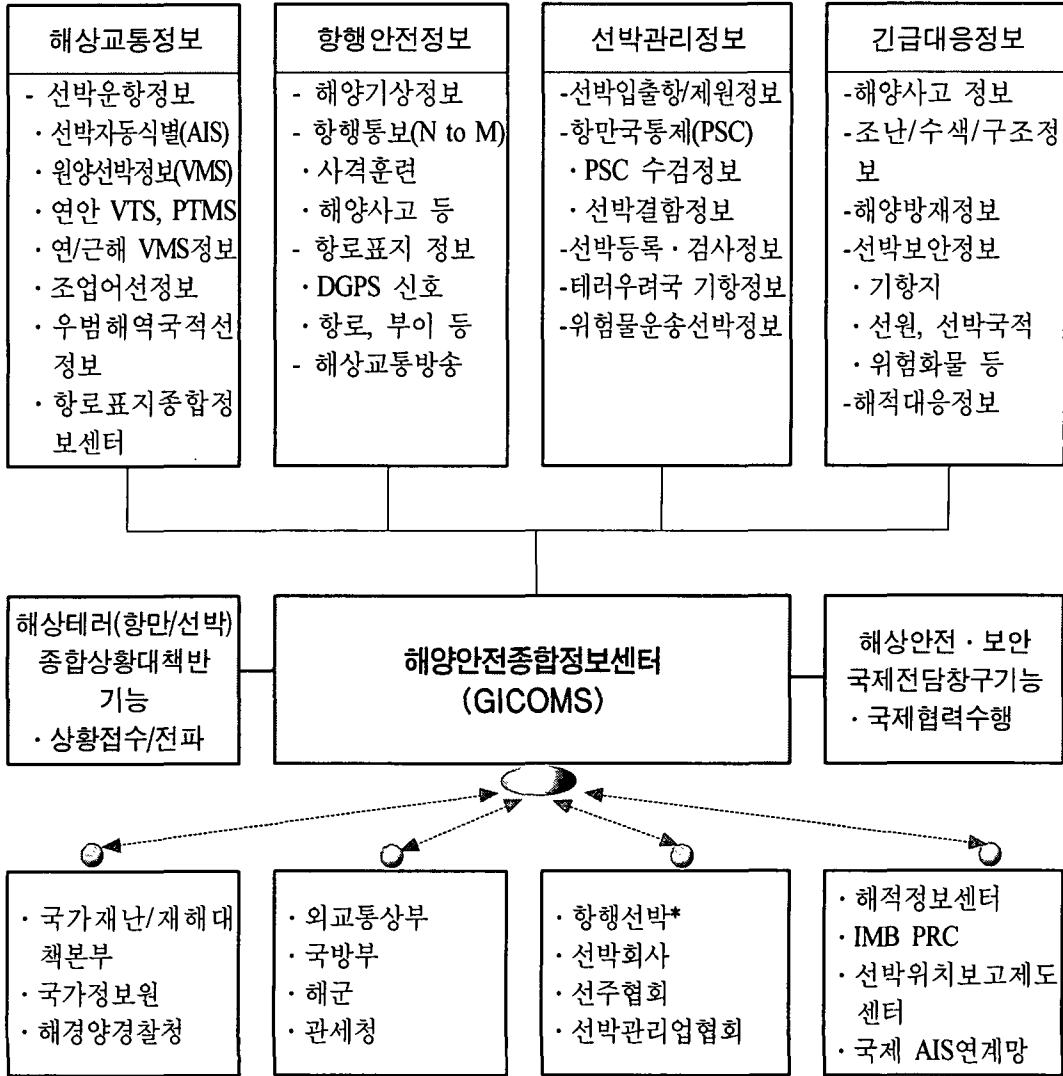 해상교통정보
- 선박운항정보
· 선박자동식별(AIS)
· 원양선박정보(VMS)
· 연안 VTS, PTMS
· 연/근해 VMS정보
· 조업어선정보
· 우범해역국적선
정보
· 항로표지종합정
보센터
항행안전정보
- 해양기상정보
- 항행통보(N to M)
· 사격훈련
· 해양사고 등
- 항로표지 정보
· DGPS 신호
· 항로, 부이 등
- 해상교통방송
선박관리정보
-선박입출항/제원정보
-항만국통제(PSC)
· PSC 수검정보
· 선박결함정보
-선박등록 · 검사정보
-테러우려국 기항정보
-위험물운송선박정보
긴급대응정보
-해양사고 정보
-조난/수색/구조정
보
-해양방재정보
-선박보안정보
· 기항지
· 선원, 선박국적
· 위험화물 등
-해적대응정보
해상테러(항만/선박)
종합상황대책반
기능
· 상황접수/전파
해양안전종합정보센터
(GICOMS)
해상안전 · 보안
국제전담창구기능
· 국제협력수행
· 국가재난/재해대
책본부
· 국가정보원
· 해경양경찰청
· 외교통상부
· 국방부
· 해군
· 관세청
· 항행선박*
· 선박회사
· 선주협회
· 선박관리업협회
· 해적정보센터
· IMB PRC
· 선박위치보고제도
센터
· 국제 AIS연계망